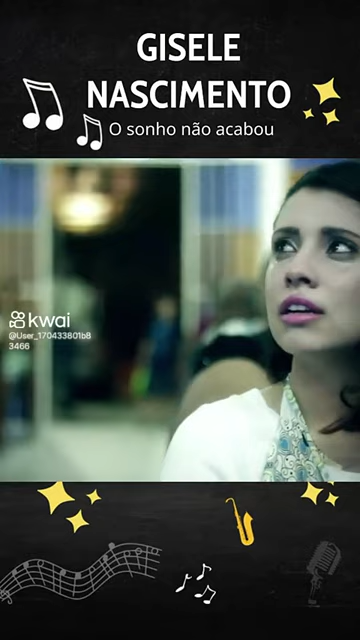 GISELE
NASCIMENTO
O sonho não acabou
kwai
@User_170433801b8
3466